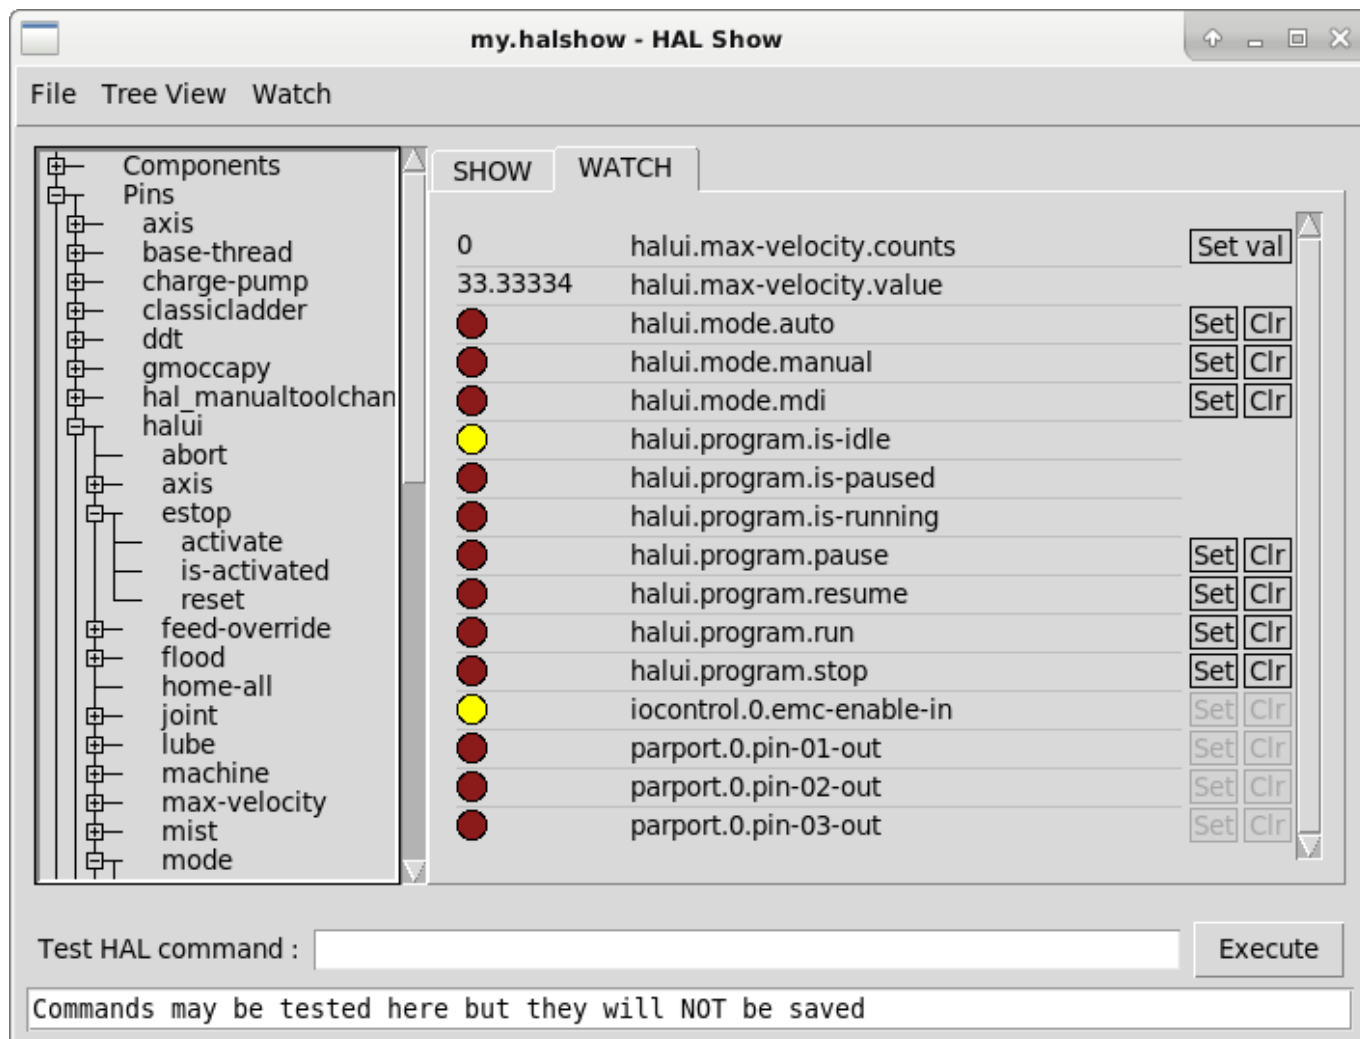 my.halshow - HAL Show
File Tree View Watch
Components
Pins
axis
base-thread
charge-pump
classicladder
ddt
gmoccapy
hal_manualtoolchan
halui
abort
axis
estop
activate
is-activated
reset
feed-override
flood
home-all
joint
lube
machine
max-velocity
mist
mode
SHOW WATCH
0 halui.max-velocity.counts Set val
33.33334 halui.max-velocity.value
halui.mode.auto Set Clr
halui.mode.manual Set Clr
halui.mode.mdi Set Clr
halui.program.is-idle
halui.program.is-paused
halui.program.is-running
halui.program.pause Set Clr
halui.program.resume Set Clr
halui.program.run Set Clr
halui.program.stop Set Clr
iocontrol.0.emc-enable-in Set Clr
parport.0.pin-01-out Set Clr
parport.0.pin-02-out Set Clr
parport.0.pin-03-out Set Clr
Test HAL command : Execute
Commands may be tested here but they will NOT be saved